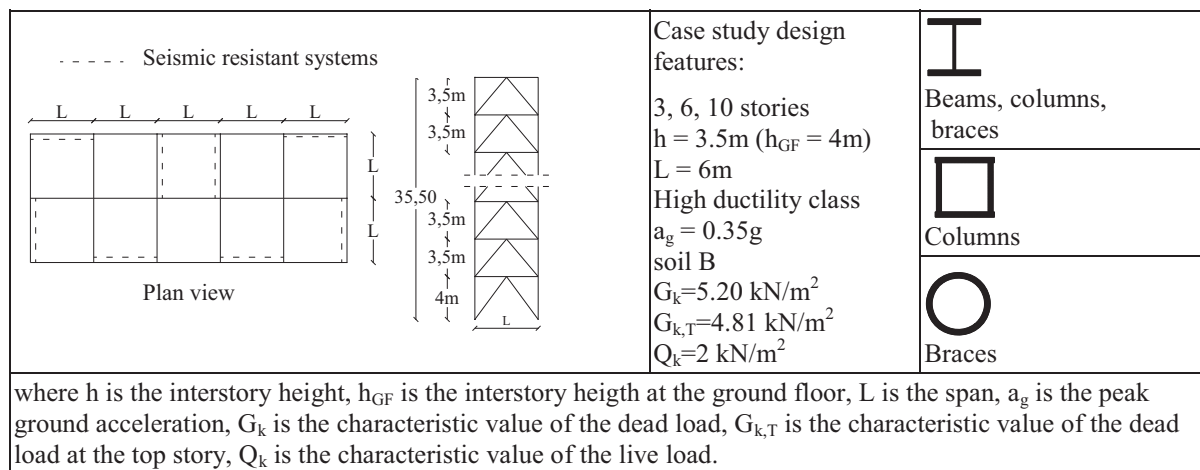 Seismic resistant systems
L L L L L
L
L
Plan view
3,5m
3,5m
35,50
3,5m
3,5m
4m
L
Case study design
features:
3, 6, 10 stories
h = 3.5m (h_GF = 4m)
L = 6m
High ductility class
a_g = 0.35g
soil B
G_k=5.20 kN/m²
G_k,T=4.81 kN/m²
Q_k=2 kN/m²
Beams, columns,
braces
Columns
Braces
where h is the interstory height, h_GF is the interstory heigth at the ground floor, L is the span, a_g is the peak
ground acceleration, G_k is the characteristic value of the dead load, G_k,T is the characteristic value of the dead
load at the top story, Q_k is the characteristic value of the live load.